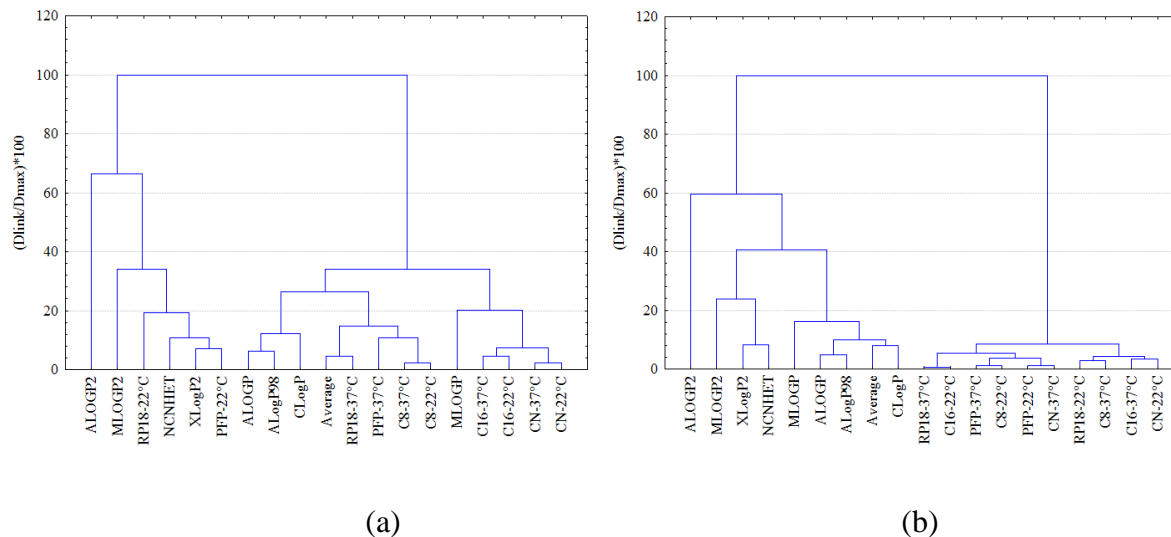 120
100
80
60
40
20
0
(Dlink/Dmax)*100
ALOGP2
MLOGP2
RP18-22°C
NCNHET
XLogP2
PFP-22°C
ALOGP
ALogP98
CLogP
Average
RP18-37°C
PFP-37°C
C8-37°C
C8-22°C
MLOGP
C16-37°C
C16-22°C
CN-37°C
CN-22°C
(a)
120
100
80
60
40
20
0
(Dlink/Dmax)*100
ALOGP2
MLOGP2
XLogP2
NCNHET
MLOGP
ALOGP
ALogP98
Average
CLogP
RP18-37°C
C16-22°C
PFP-37°C
C8-22°C
PFP-22°C
CN-37°C
RP18-22°C
C8-37°C
C16-37°C
CN-22°C
(b)